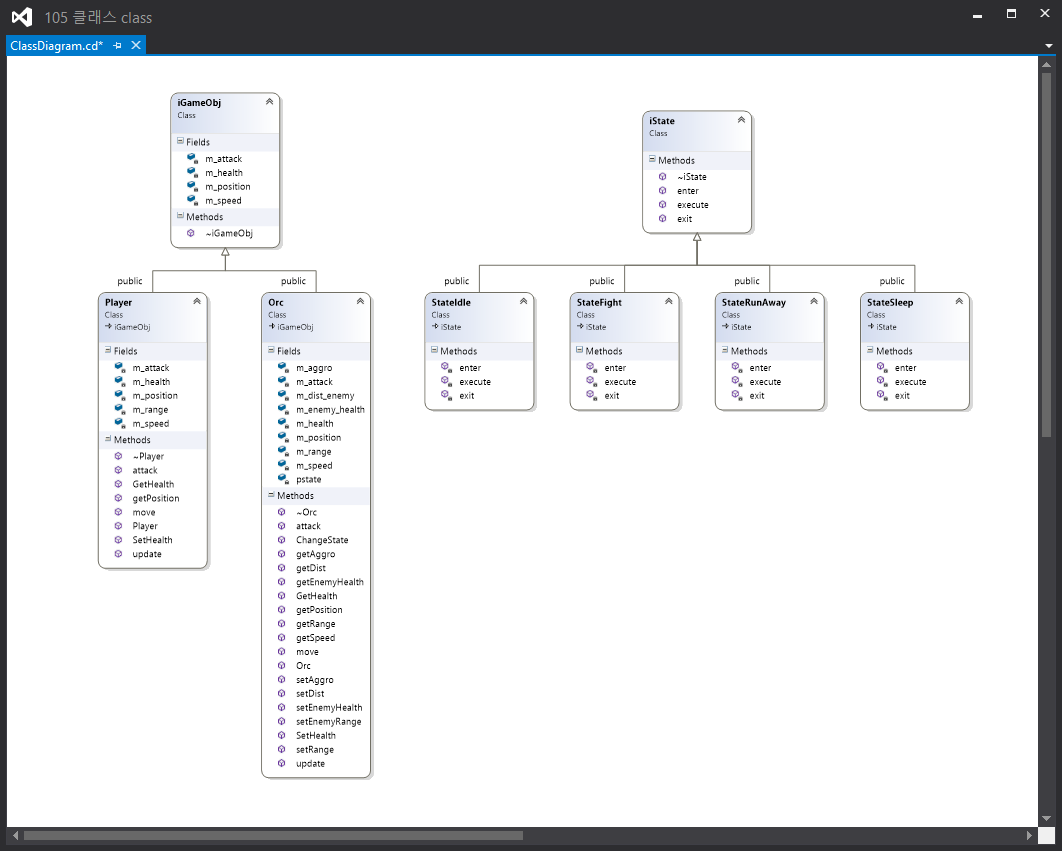 105 클래스 class
ClassDiagram.cd*
iGameObj
Class
Fields
m_attack
m_health
m_position
m_speed
Methods
~iGameObj
iState
Class
Methods
~iState
enter
execute
exit
public
Player
Class
iGameObj
Fields
m_attack
m_health
m_position
m_range
m_speed
Methods
~Player
attack
GetHealth
getPosition
move
Player
SetHealth
update
public
Orc
Class
iGameObj
Fields
m_aggro
m_attack
m_dist_enemy
m_enemy_health
m_health
m_position
m_range
m_speed
pstate
Methods
~Orc
attack
ChangeState
getAggro
getDist
getEnemyHealth
GetHealth
getPosition
getRange
getSpeed
move
Orc
setAggro
setDist
setEnemyHealth
setEnemyRange
SetHealth
setRange
update
public
StateIdle
Class
iState
Methods
enter
execute
exit
public
StateFight
Class
iState
Methods
enter
execute
exit
public
StateRunAway
Class
iState
Methods
enter
execute
exit
public
StateSleep
Class
iState
Methods
enter
execute
exit